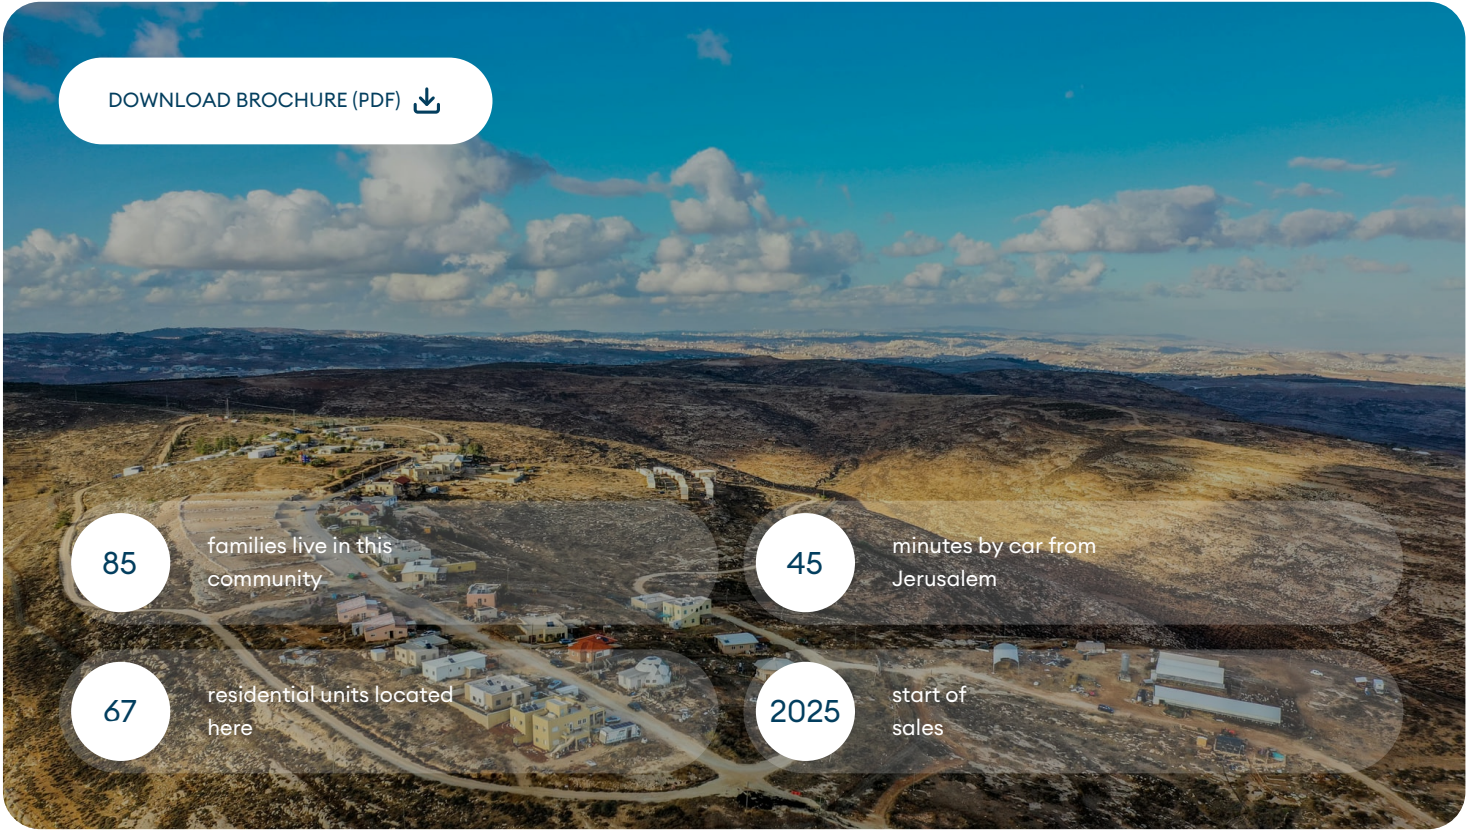 DOWNLOAD BROCHURE (PDF)
85
families live in this
community
45
minutes by car from
Jerusalem
67
residential units located
here
2025
start of
sales